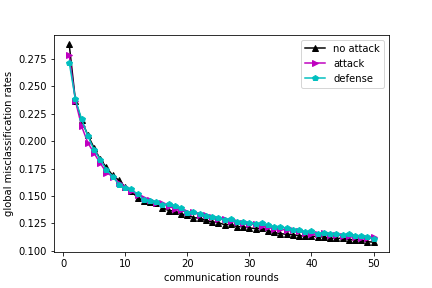 no attack
attack
defense
global misclassification rates
0.275
0.250
0.225
0.200
0.175
0.150
0.125
0.100
0 10 20 30 40 50
communication rounds